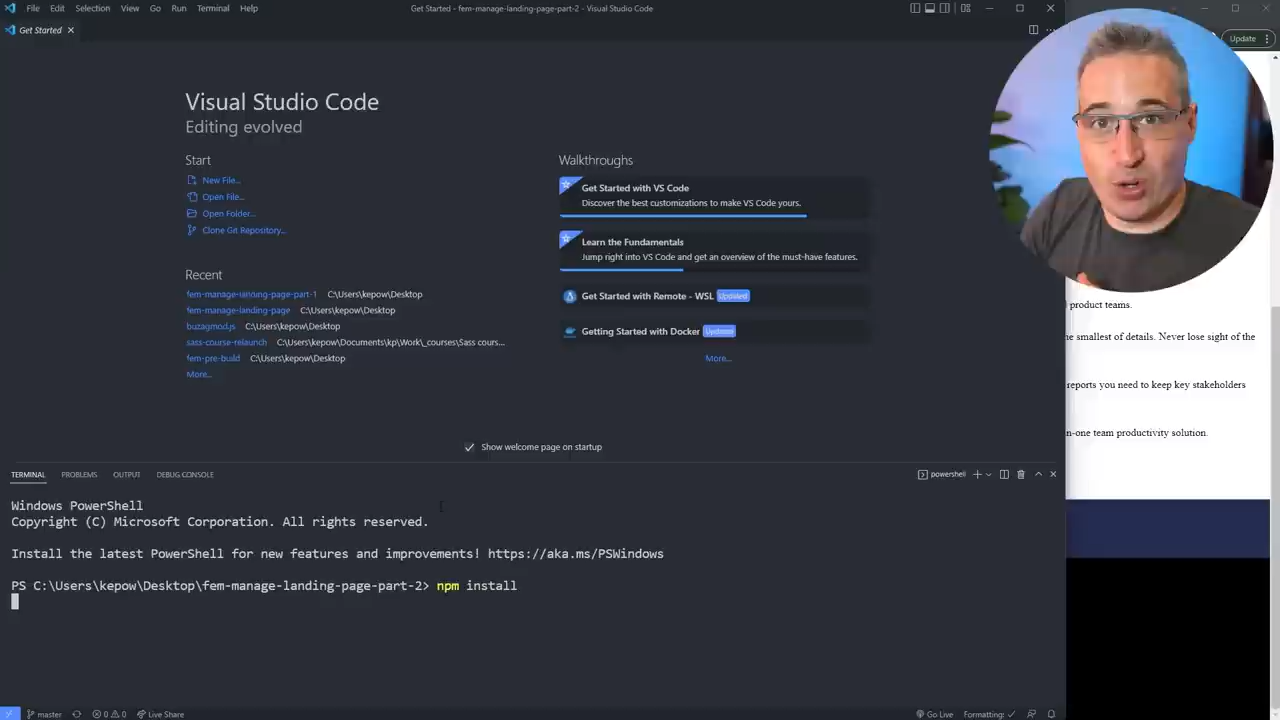 File Edit Selection View Go Run Terminal Help
Get Started - fem-manage-landing-page-part-2 - Visual Studio Code
Get Started
Update
Visual Studio Code
Editing evolved
Start
New File...
Open File...
Open Folder...
Clone Git Repository...
Recent
fem-manage-landing-page-part-1 C:\Users\kepow\Desktop
fem-manage-landing-page C:\Users\kepow\Desktop
buzagmod.js C:\Users\kepow\Desktop
sass-course-relaunch C:\Users\kepow\Documents\kp\Work\_courses\Sass cours...
fem-pre-build C:\Users\kepow\Desktop
More...
Walkthroughs
Get Started with VS Code
Discover the best customizations to make VS Code yours.
Learn the Fundamentals
Jump right into VS Code and get an overview of the must-have features.
Get Started with Remote - WSL Updated
Getting Started with Docker Updated
More...
Show welcome page on startup
product teams.
smallest of details. Never lose sight of the
reports you need to keep key stakeholders
n-one team productivity solution.
TERMINAL PROBLEMS OUTPUT DEBUG CONSOLE
powershell
Windows PowerShell
Copyright (C) Microsoft Corporation. All rights reserved.
Install the latest PowerShell for new features and improvements! https://aka.ms/PSWindows
PS C:\Users\kepow\Desktop\fem-manage-landing-page-part-2> npm install
master 0 0 Live Share
Go Live Formatting: ✓